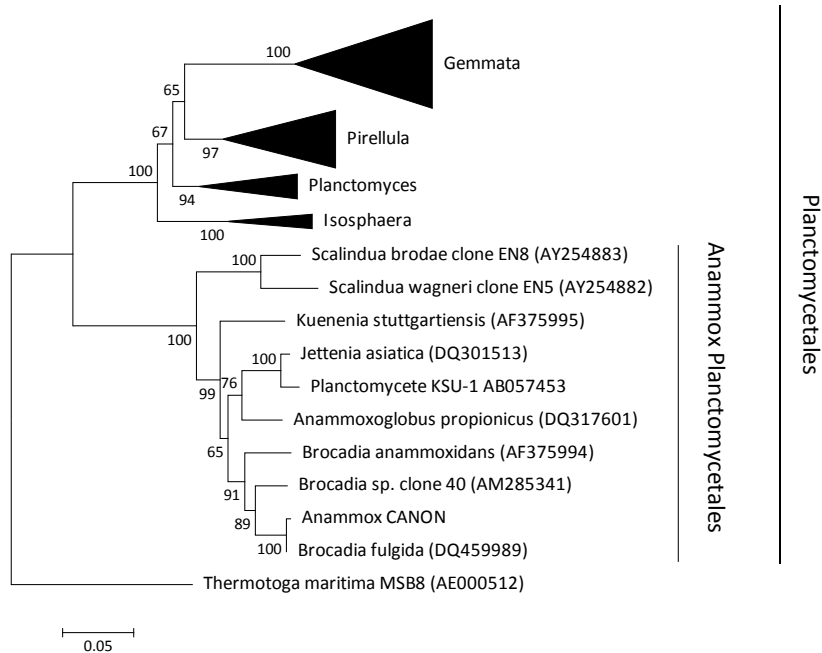 100
Gemmata
65
67
Pirellula
97
100
Planctomyces
94
Isosphaera
100
Scalindua brodae clone EN8 (AY254883)
100
Scalindua wagneri clone EN5 (AY254882)
100
Kuenenia stuttgartiensis (AF375995)
Jettenia asiatica (DQ301513)
100
Planctomycete KSU-1 AB057453
99
76
Anammoxoglobus propionicus (DQ317601)
65
Brocadia anammoxidans (AF375994)
91
Brocadia sp. clone 40 (AM285341)
89
Anammox CANON
100
Brocadia fulgida (DQ459989)
Thermotoga maritima MSB8 (AE000512)
Anammox Planctomycetales
Planctomycetales
0.05